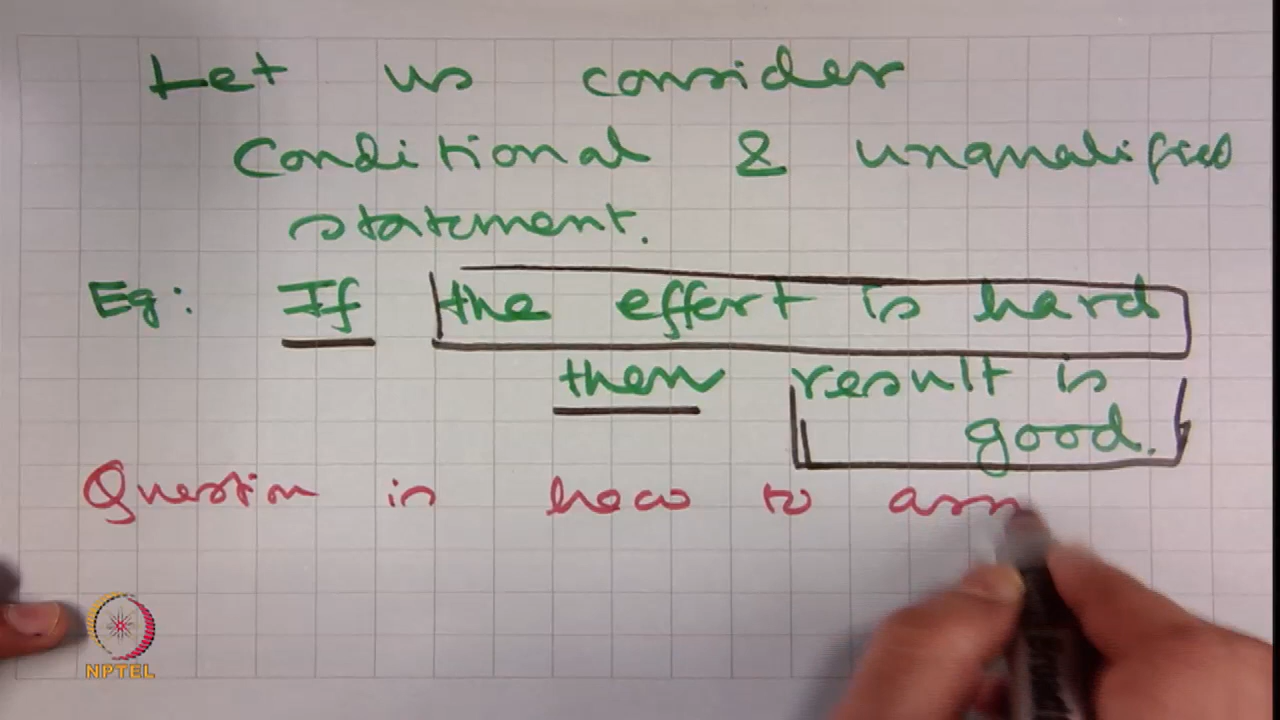 Let us consider
Conditional & unqualified
statement.
Eg: If the effort is hard
then result is
good.
Question is how to
NPTEL